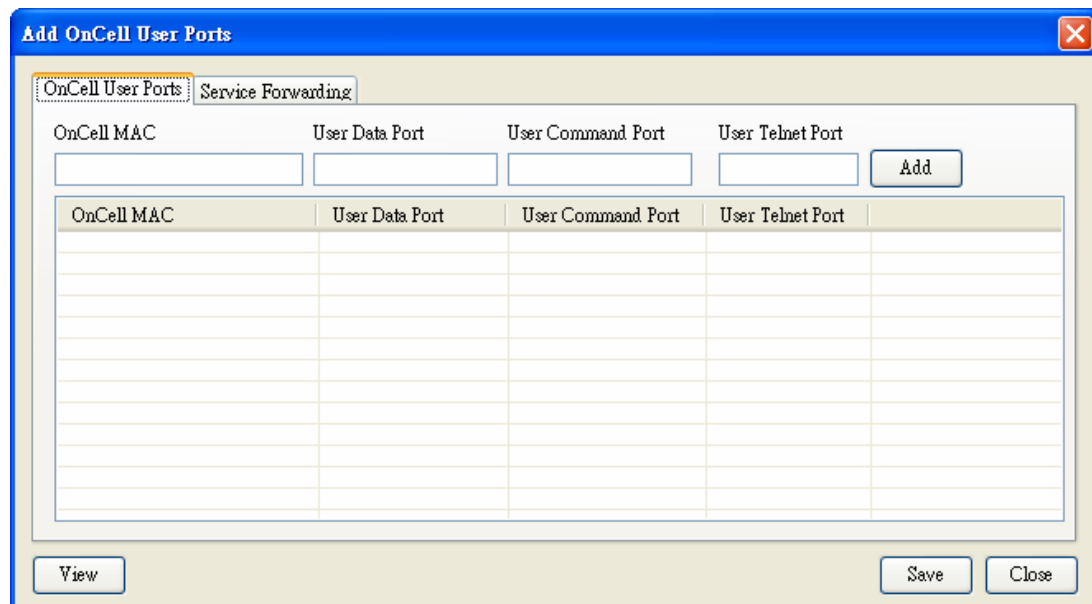 Add OnCell User Ports
OnCell User Ports Service Forwarding
OnCell MAC User Data Port User Command Port User Telnet Port
Add
OnCell MAC User Data Port User Command Port User Telnet Port
View Save Close